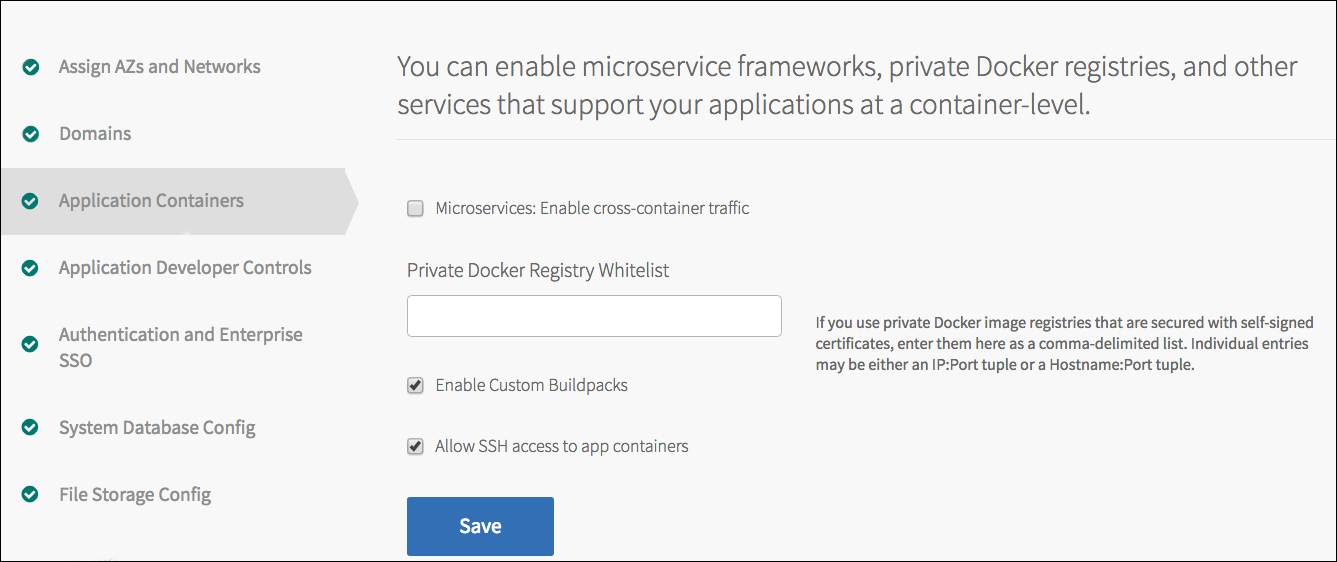 Assign AZs and Networks
Domains
Application Containers
Application Developer Controls
Authentication and Enterprise
SSO
System Database Config
File Storage Config
You can enable microservice frameworks, private Docker registries, and other
services that support your applications at a container-level.
Microservices: Enable cross-container traffic
Private Docker Registry Whitelist
If you use private Docker image registries that are secured with self-signed
certificates, enter them here as a comma-delimited list. Individual entries
may be either an IP:Port tuple or a Hostname:Port tuple.
Enable Custom Buildpacks
Allow SSH access to app containers
Save